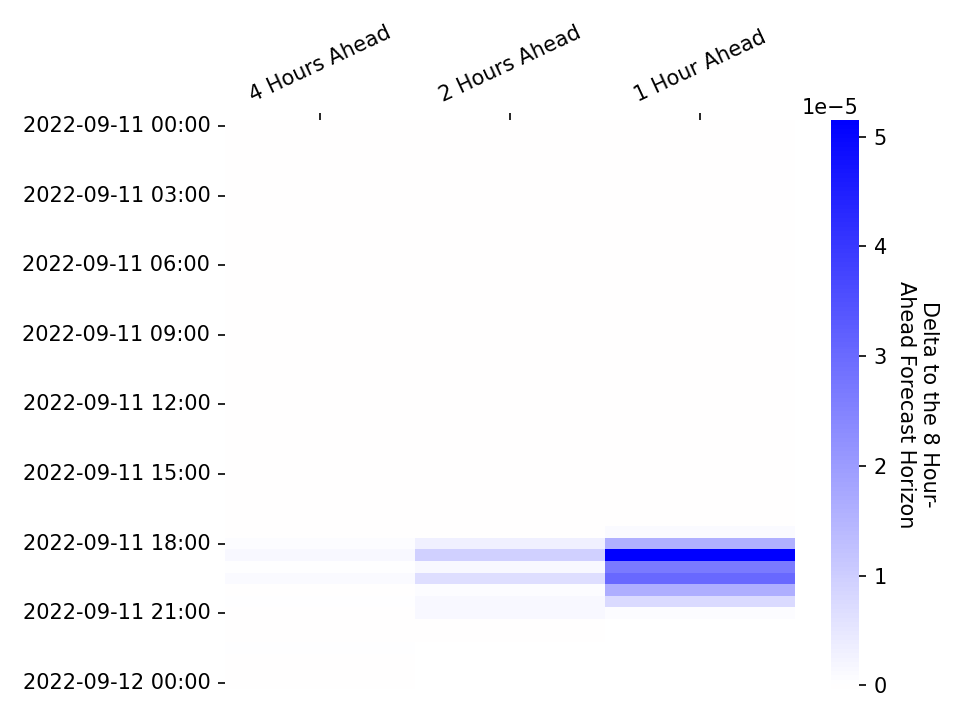 4 Hours Ahead
2 Hours Ahead
1 Hour Ahead
1e−5
2022-09-11 00:00
2022-09-11 03:00
2022-09-11 06:00
2022-09-11 09:00
2022-09-11 12:00
2022-09-11 15:00
2022-09-11 18:00
2022-09-11 21:00
2022-09-12 00:00
5
4
3
2
1
0
Delta to the 8 Hour-
Ahead Forecast Horizon